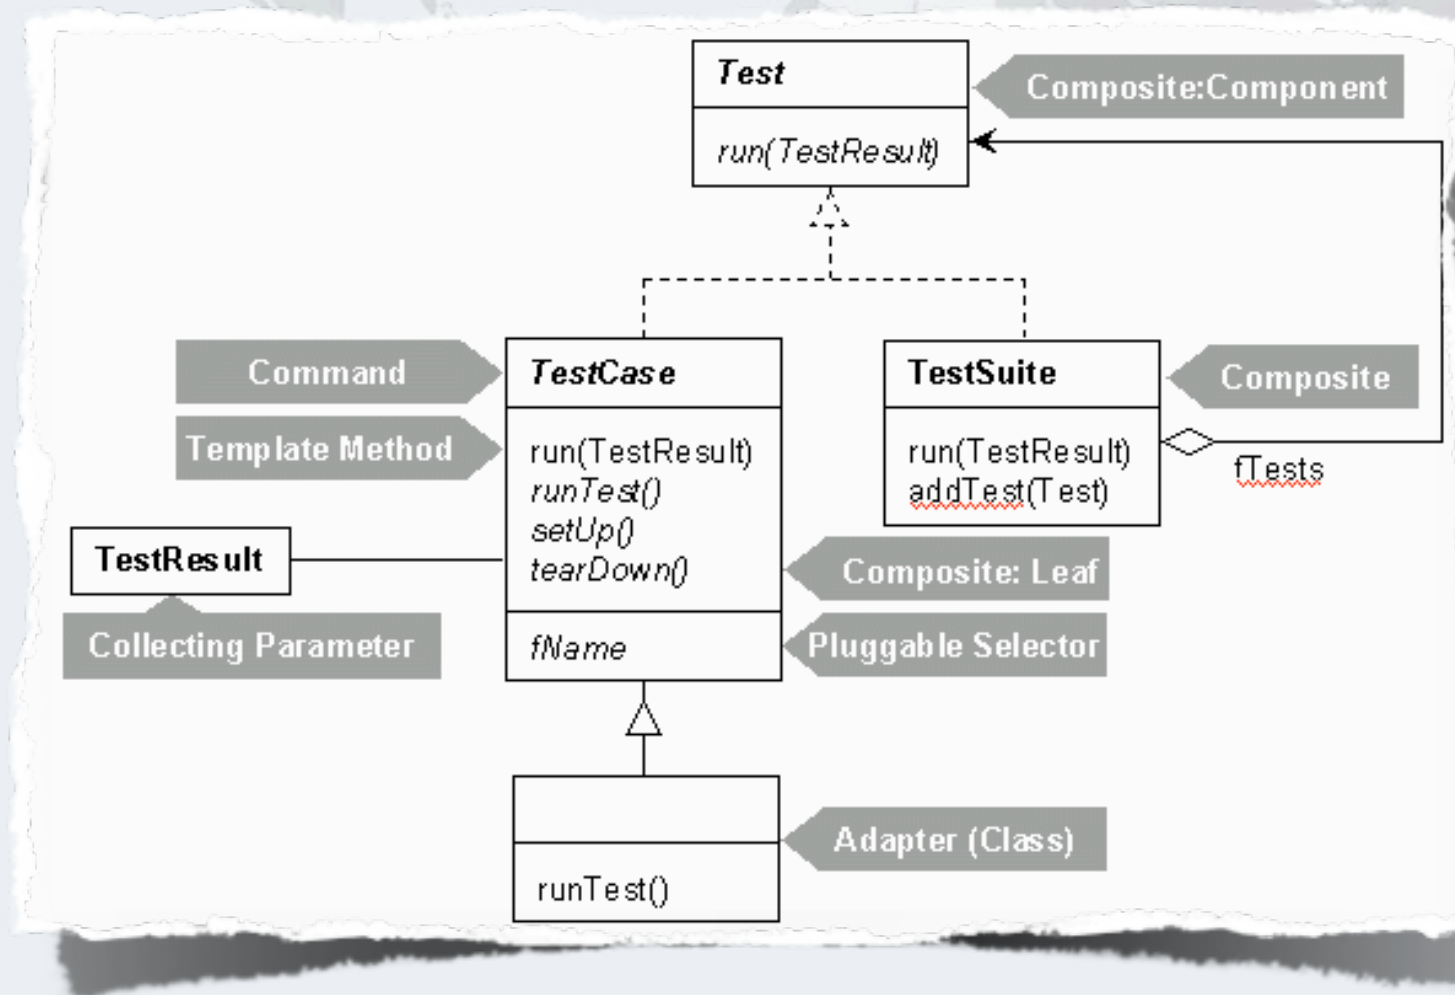 Test
Composite:Component
run(TestResult)
Command
TestCase
TestSuite
Composite
Template Method
run(TestResult)
runTest()
setUp()
tearDown()
run(TestResult)
addTest(Test)
fTests
TestResult
Composite: Leaf
Collecting Parameter
fName
Pluggable Selector
Adapter (Class)
runTest()